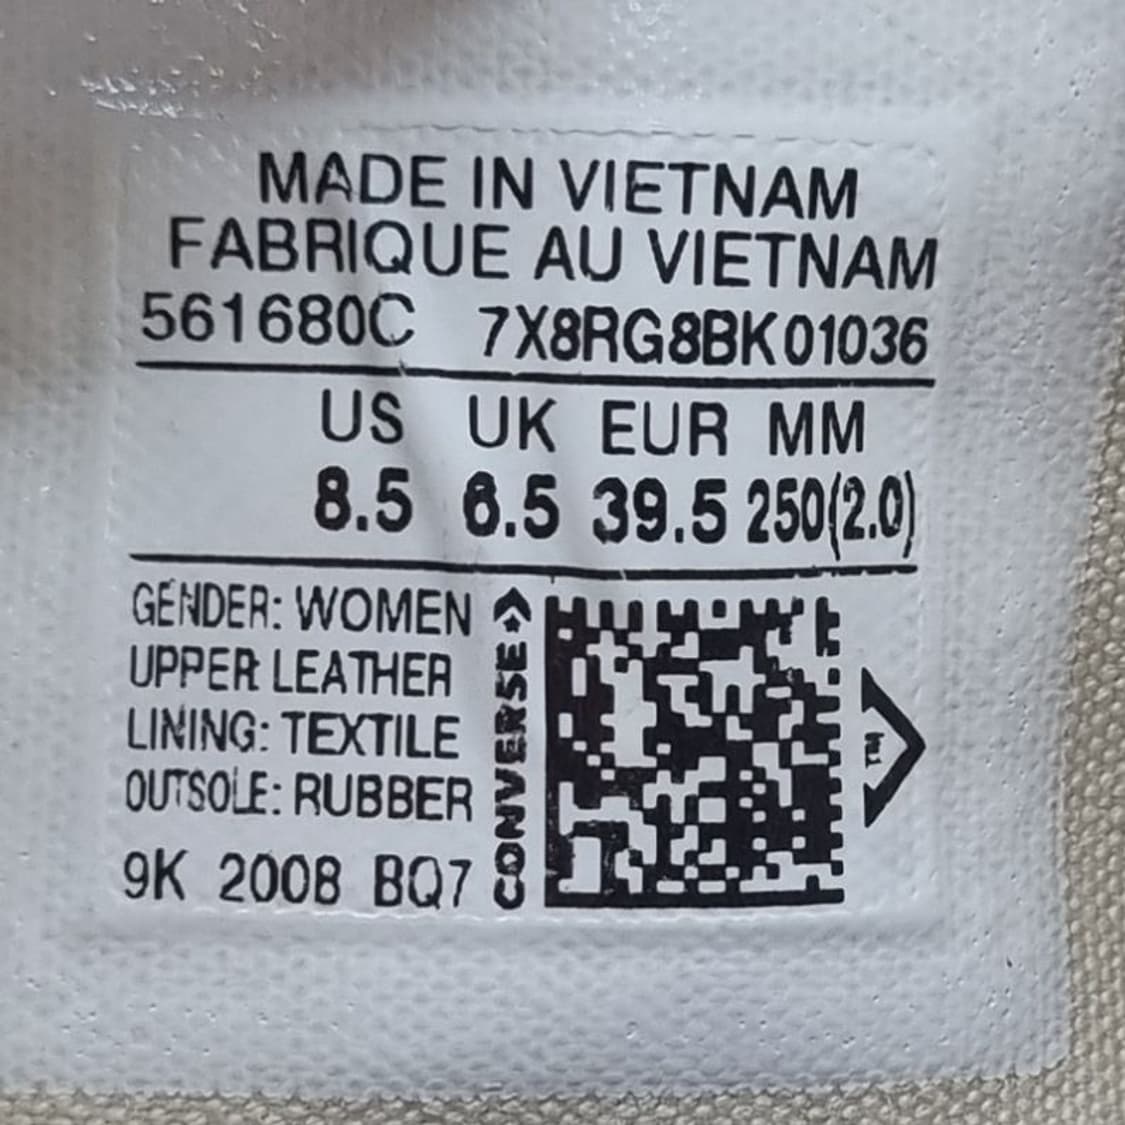 MADE IN VIETNAM
FABRIQUE AU VIETNAM
561680C 7X8RG8BK01036
US UK EUR MM
8.5 6.5 39.5 250(2.0)
GENDER: WOMEN
UPPER LEATHER
LINING: TEXTILE
OUTSOLE: RUBBER
9K 2008 BQ7
CONVERSE